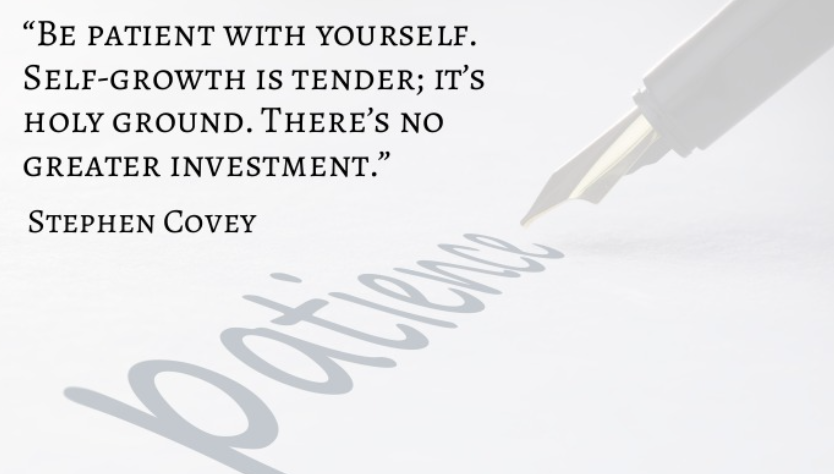 “Be patient with yourself.
Self-growth is tender; it’s
holy ground. There’s no
greater investment.”
Stephen Covey
patience